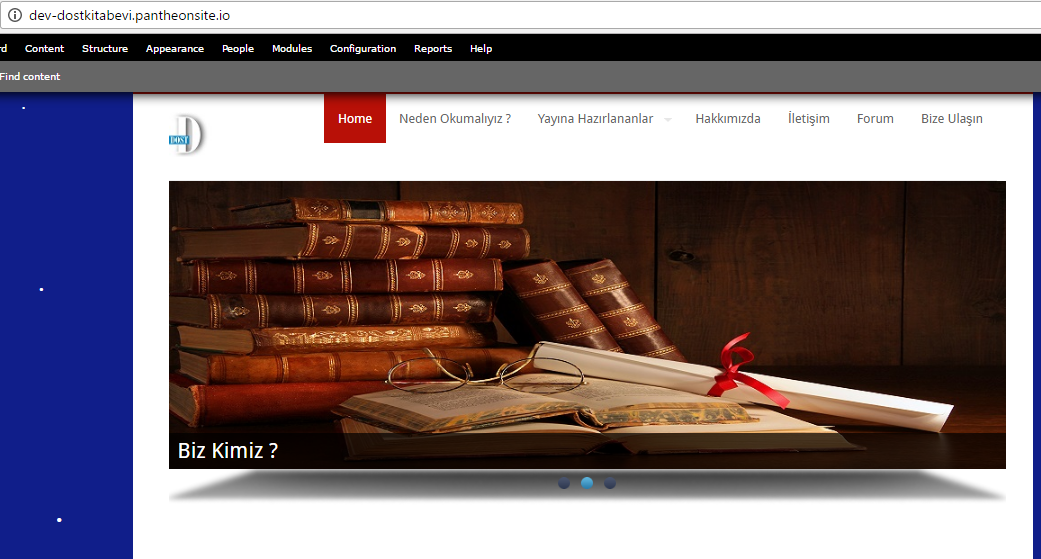 dev-dostkitabevi.pantheonsite.io
rd Content Structure Appearance People Modules Configuration Reports Help
Find content
DOST
Home Neden Okumalıyız ? Yayına Hazırlananlar Hakkımızda İletişim Forum Bize Ulaşın
Biz Kimiz ?